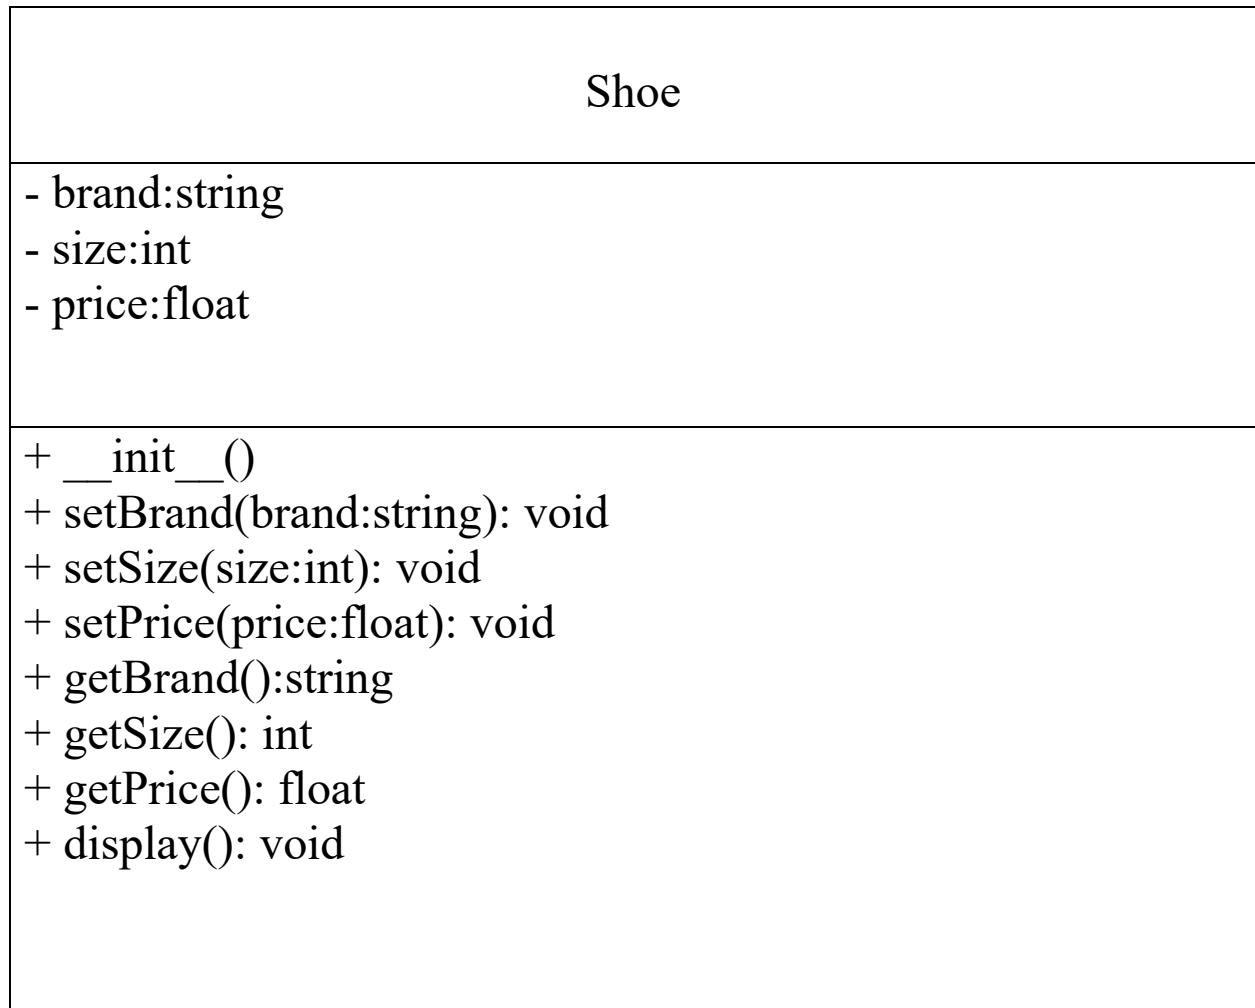 Shoe
- brand:string
- size:int
- price:float
+ __init__()
+ setBrand(brand:string): void
+ setSize(size:int): void
+ setPrice(price:float): void
+ getBrand():string
+ getSize(): int
+ getPrice(): float
+ display(): void